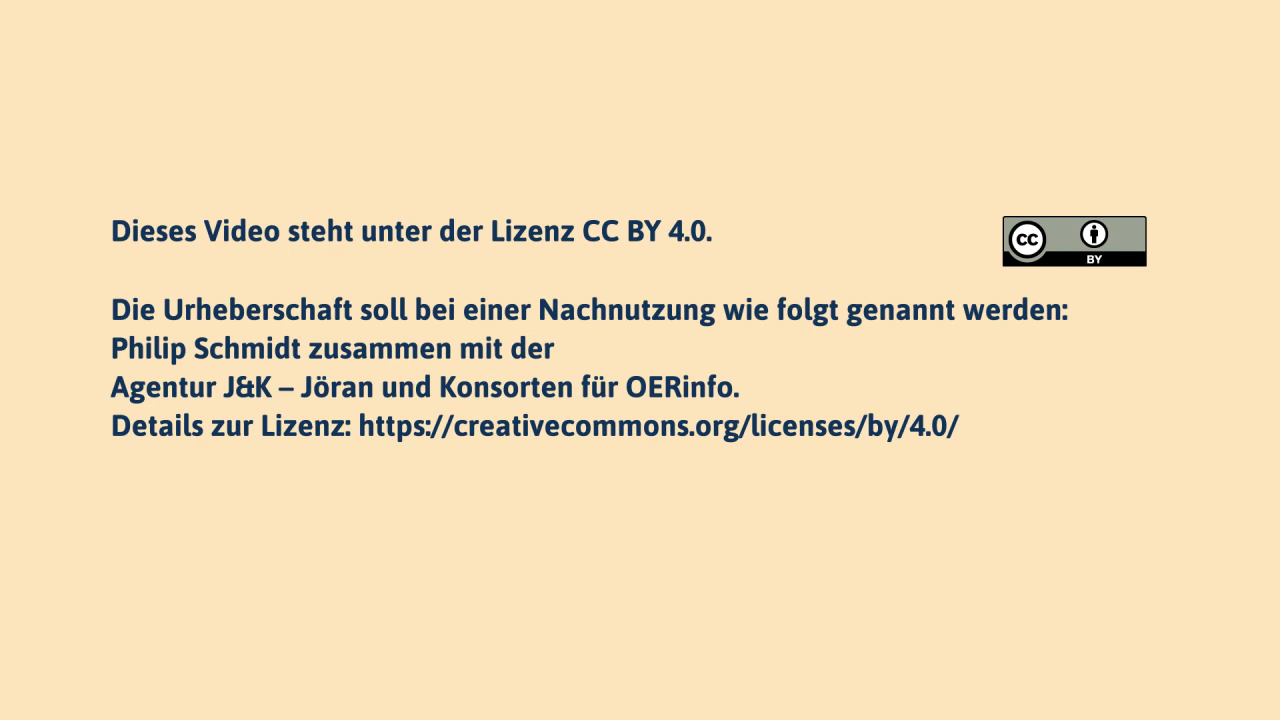 Dieses Video steht unter der Lizenz CC BY 4.0.
CC
BY
Die Urheberschaft soll bei einer Nachnutzung wie folgt genannt werden:
Philip Schmidt zusammen mit der
Agentur J&K – Jöran und Konsorten für OERinfo.
Details zur Lizenz: https://creativecommons.org/licenses/by/4.0/